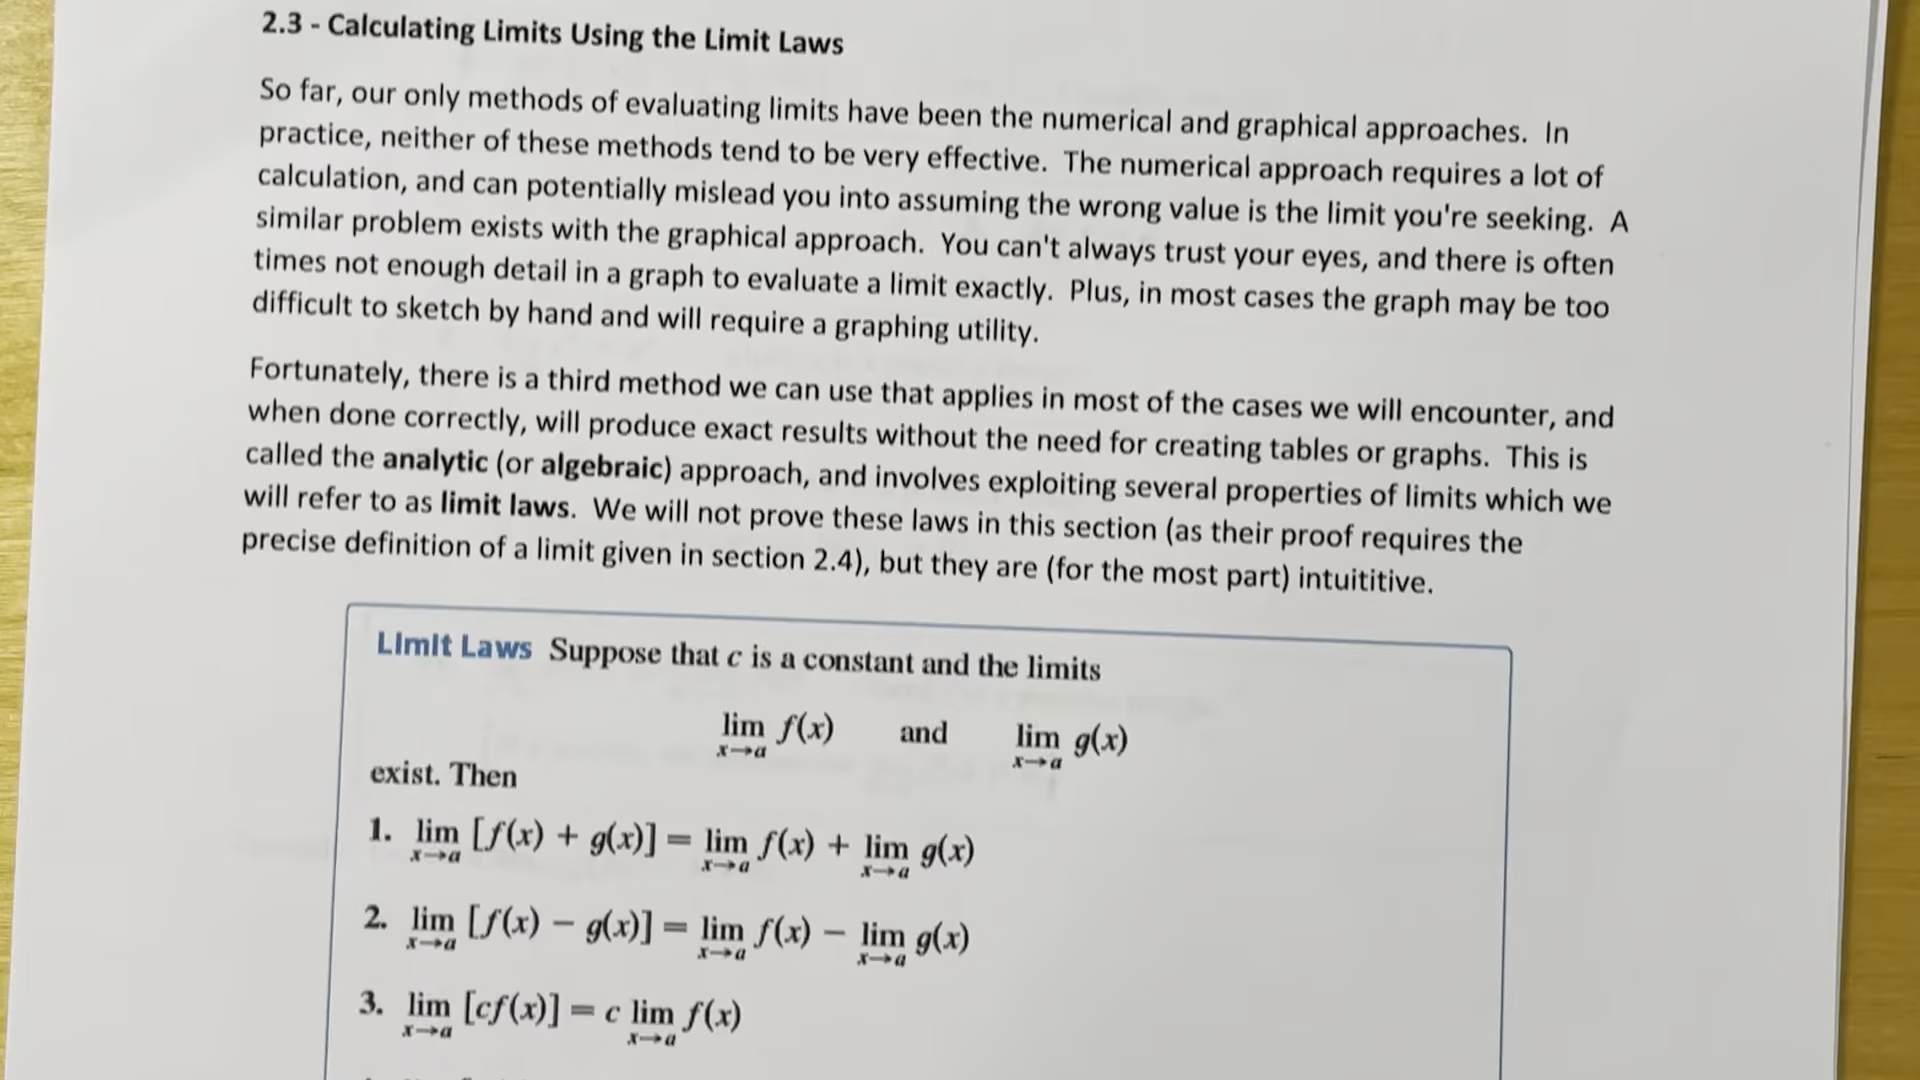 2.3 - Calculating Limits Using the Limit Laws
So far, our only methods of evaluating limits have been the numerical and graphical approaches. In
practice, neither of these methods tend to be very effective. The numerical approach requires a lot of
calculation, and can potentially mislead you into assuming the wrong value is the limit you're seeking. A
similar problem exists with the graphical approach. You can't always trust your eyes, and there is often
times not enough detail in a graph to evaluate a limit exactly. Plus, in most cases the graph may be too
difficult to sketch by hand and will require a graphing utility.
Fortunately, there is a third method we can use that applies in most of the cases we will encounter, and
when done correctly, will produce exact results without the need for creating tables or graphs. This is
called the analytic (or algebraic) approach, and involves exploiting several properties of limits which we
will refer to as limit laws. We will not prove these laws in this section (as their proof requires the
precise definition of a limit given in section 2.4), but they are (for the most part) intuititive.
Limit Laws Suppose that c is a constant and the limits
lim f(x) and lim g(x)
x→a x→a
exist. Then
1. lim [f(x) + g(x)] = lim f(x) + lim g(x)
x→a x→a x→a
2. lim [f(x) − g(x)] = lim f(x) − lim g(x)
x→a x→a x→a
3. lim [cf(x)] = c lim f(x)
x→a x→a